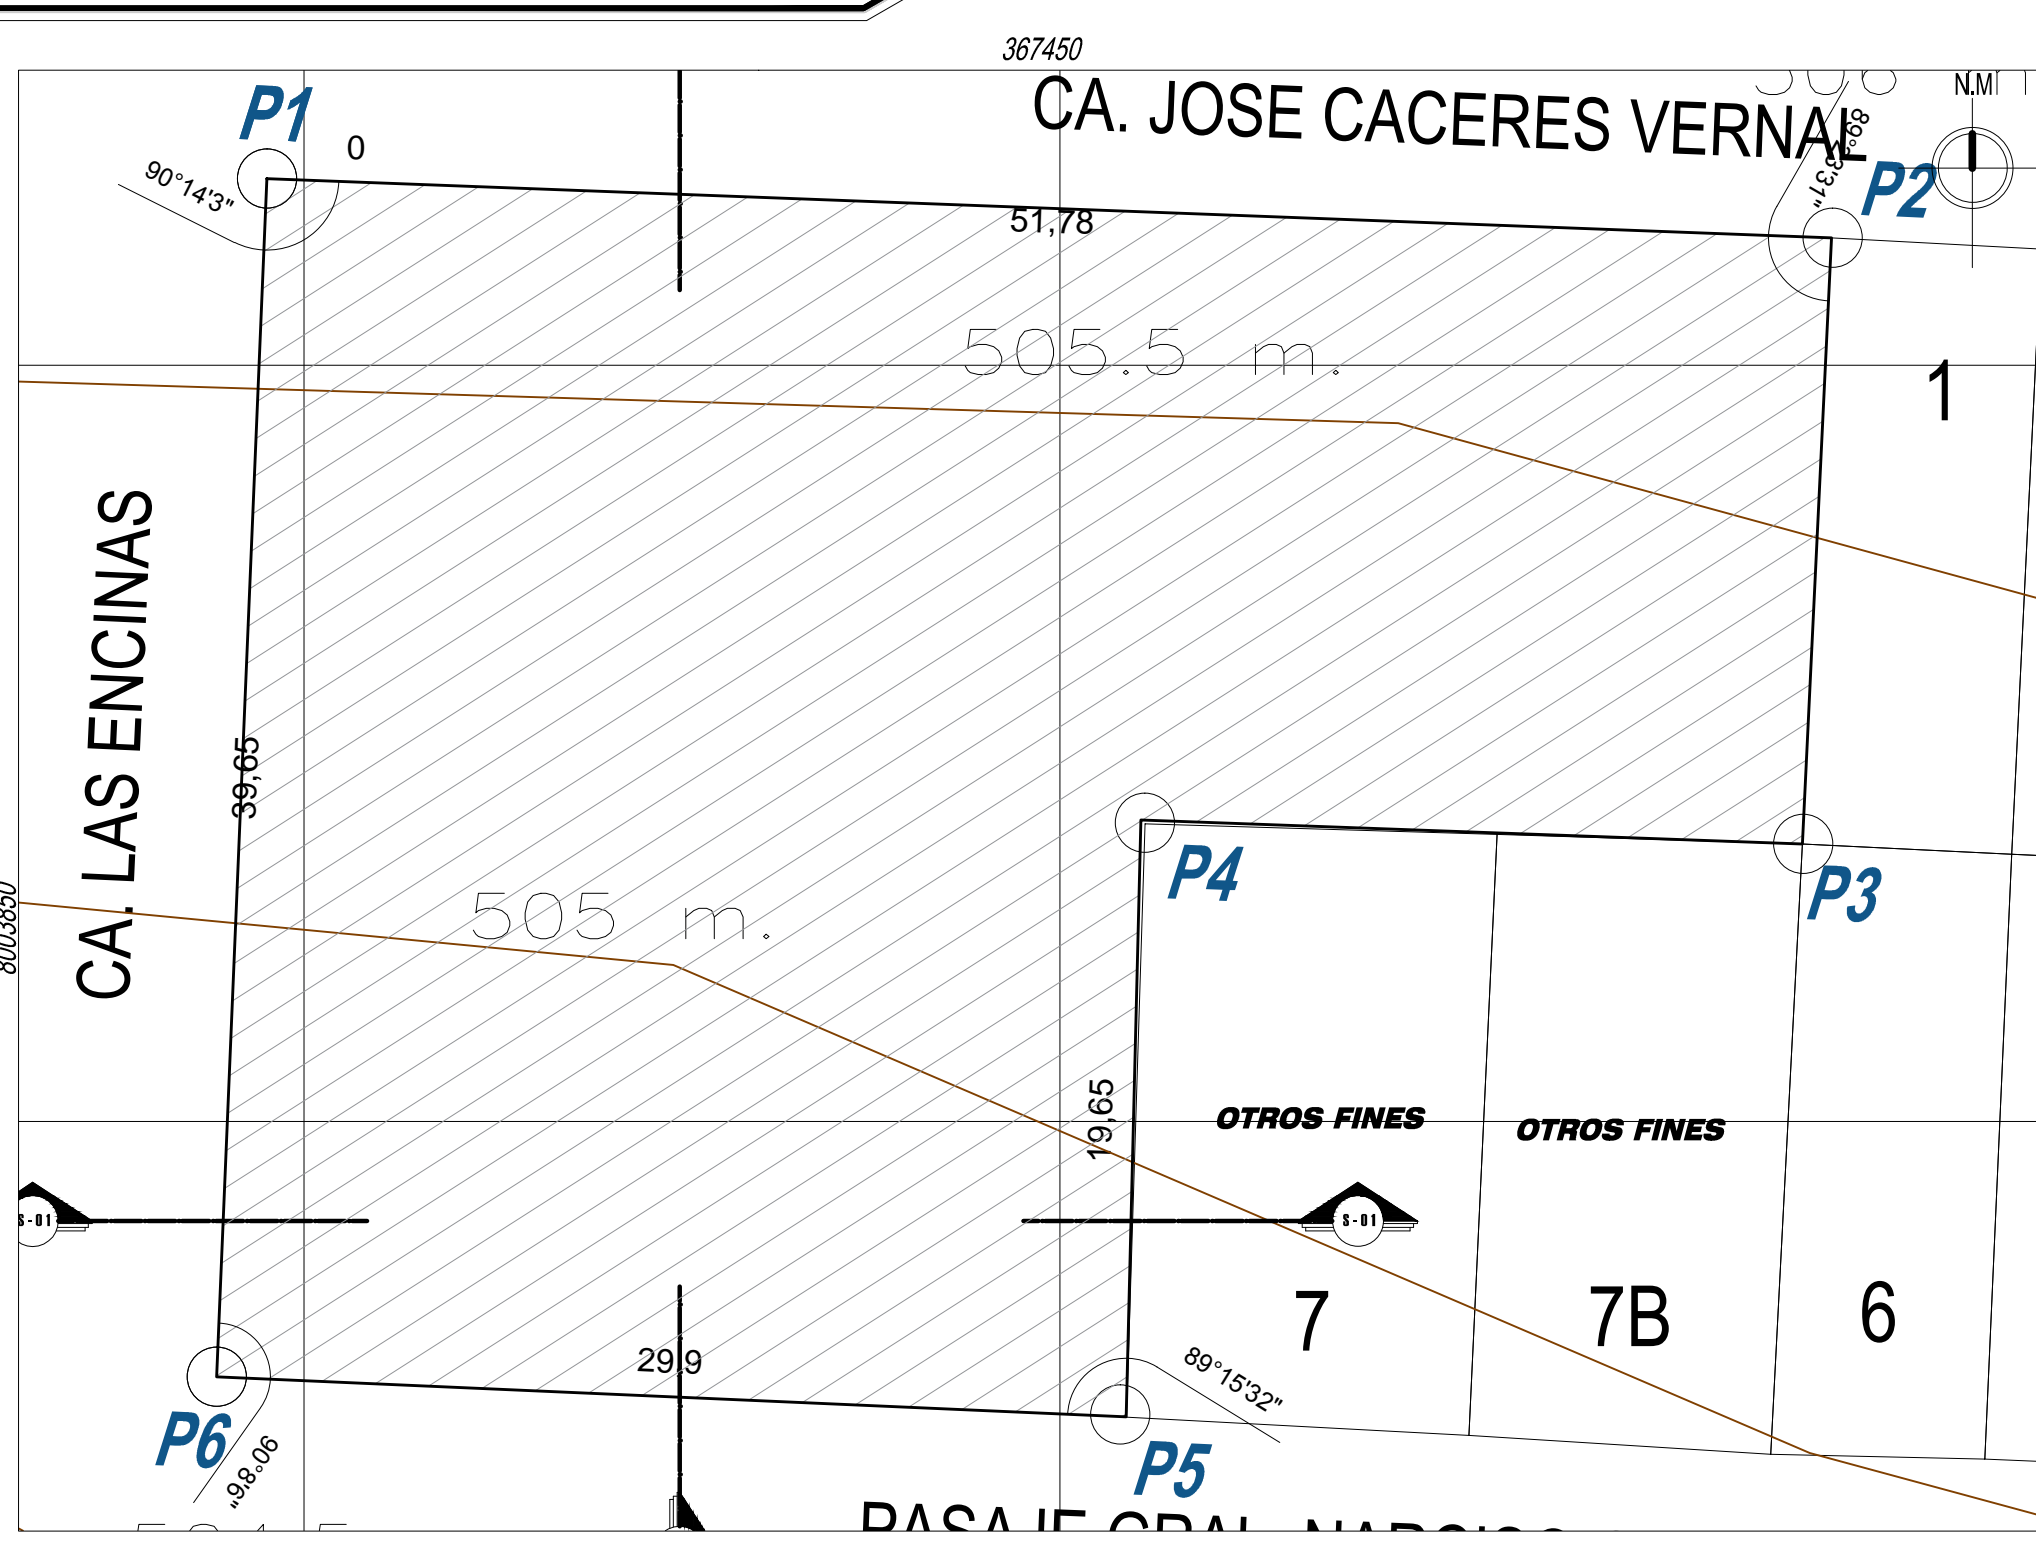 367450
CA. JOSE CACERES VERNAL
N.M
P1
0
90°14'3"
P2
51,78
505.5 m.
1
CA. LAS ENCINAS
39,65
P4
P3
505 m.
8003850
19,65
OTROS FINES
OTROS FINES
S-01
S-01
7
7B
6
29,9
89°15'32"
P6
90°8'9"
P5